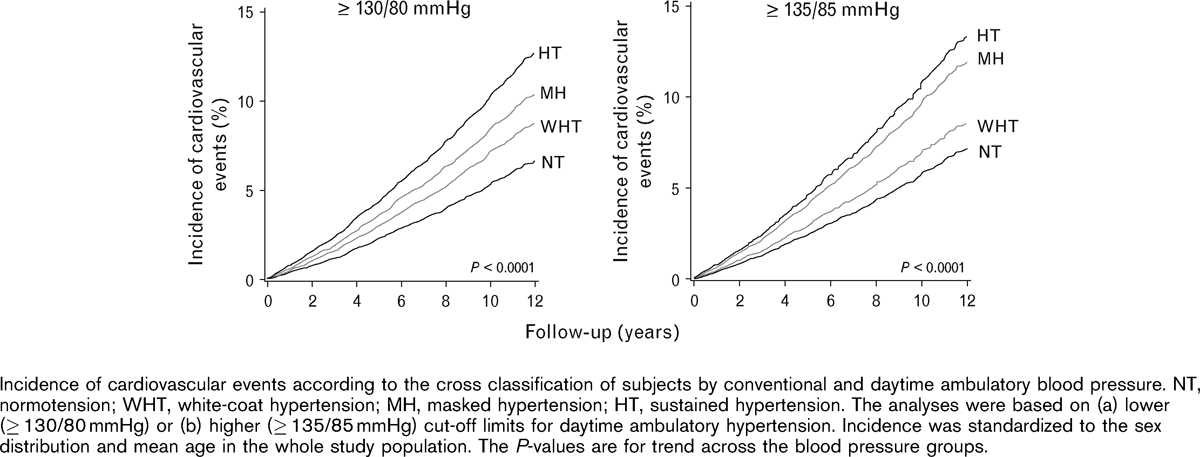 ≥ 130/80 mmHg
Incidence of cardiovascular
events (%)
15
10
5
0
HT
MH
WHT
NT
P < 0.0001
0 2 4 6 8 10 12
≥ 135/85 mmHg
Incidence of cardiovascular
events (%)
15
10
5
0
HT
MH
WHT
NT
P < 0.0001
0 2 4 6 8 10 12
Follow-up (years)
Incidence of cardiovascular events according to the cross classification of subjects by conventional and daytime ambulatory blood pressure. NT,
normotension; WHT, white-coat hypertension; MH, masked hypertension; HT, sustained hypertension. The analyses were based on (a) lower
(≥ 130/80 mmHg) or (b) higher (≥ 135/85 mmHg) cut-off limits for daytime ambulatory hypertension. Incidence was standardized to the sex
distribution and mean age in the whole study population. The P-values are for trend across the blood pressure groups.